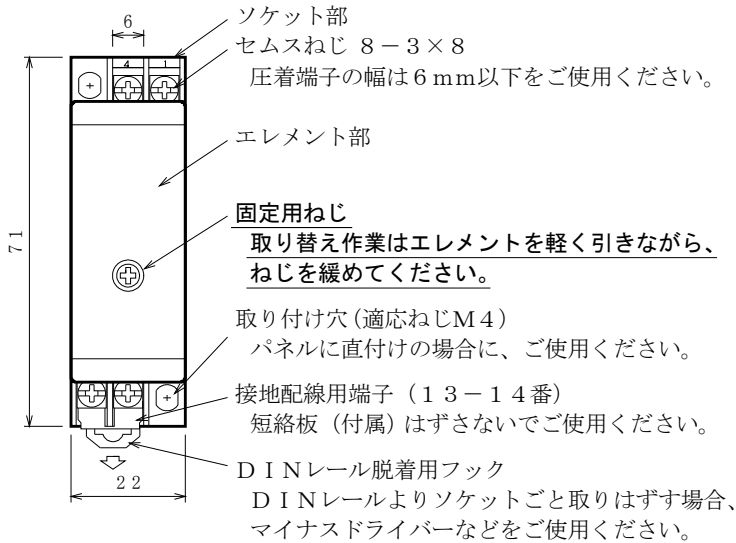 6
ソケット部
セムスねじ ８－３×８
圧着端子の幅は６ｍｍ以下をご使用ください。
4 1
エレメント部
71
固定用ねじ
取り替え作業はエレメントを軽く引きながら、
ねじを緩めてください。
取り付け穴（適応ねじＭ４）
パネルに直付けの場合に、ご使用ください。
接地配線用端子（１３－１４番）
短絡板（付属）はずさないでご使用ください。
ＤＩＮレール脱着用フック
22
ＤＩＮレールよりソケットごと取りはずす場合、
マイナスドライバーなどをご使用ください。